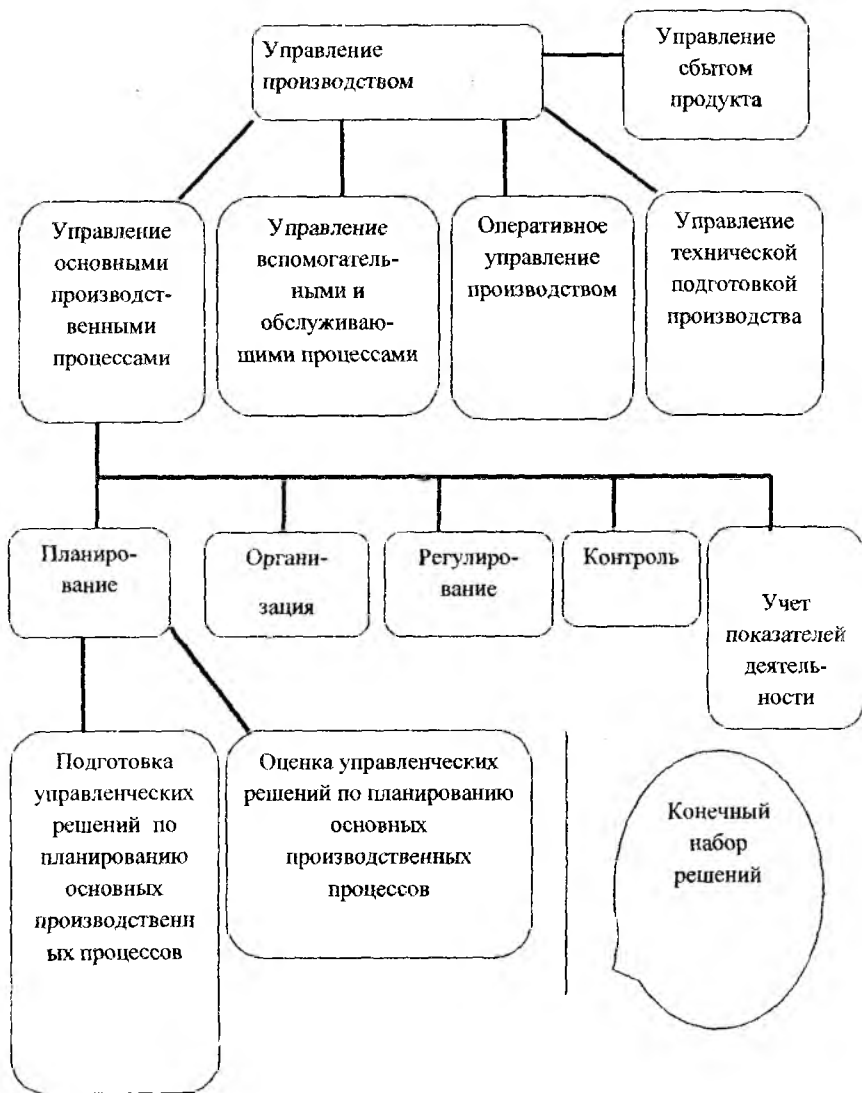 Управление
производством
Управление
сбытом
продукта
Управление
основными
производст-
венными
процессами
Управление
вспомогатель-
ными и
обслуживаю-
щими процессами
Оперативное
управление
производством
Управление
технической
подготовкой
производства
Планиро-
вание
Органи-
зация
Регулиро-
вание
Контроль
Учет
показателей
деятель-
ности
Подготовка
управленческих
решений по
планированию
основных
производственн
ых процессов
Оценка управленческих
решений по планированию
основных
производственных
процессов
Конечный
набор
решений